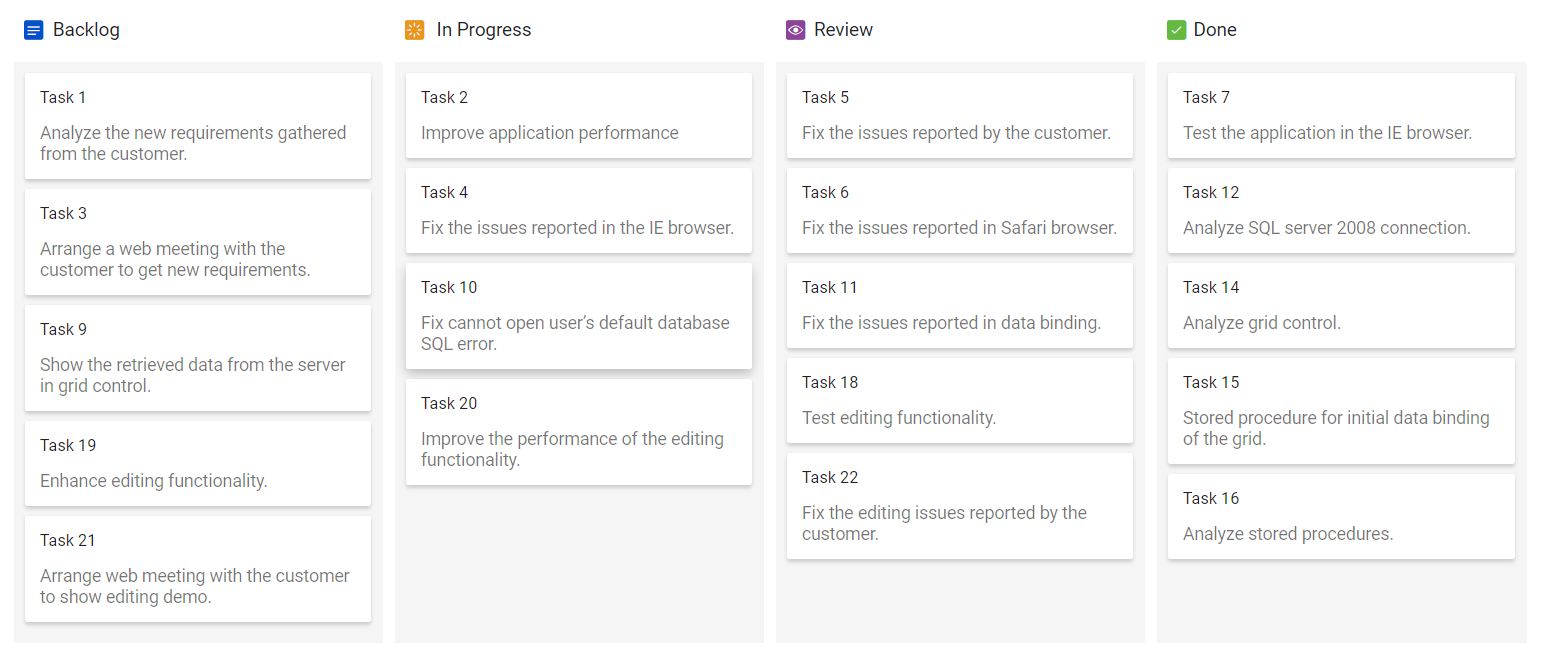 Backlog
Task 1
Analyze the new requirements gathered
from the customer.
Task 3
Arrange a web meeting with the
customer to get new requirements.
Task 9
Show the retrieved data from the server
in grid control.
Task 19
Enhance editing functionality.
Task 21
Arrange web meeting with the customer
to show editing demo.
In Progress
Task 2
Improve application performance
Task 4
Fix the issues reported in the IE browser.
Task 10
Fix cannot open user’s default database
SQL error.
Task 20
Improve the performance of the editing
functionality.
Review
Task 5
Fix the issues reported by the customer.
Task 6
Fix the issues reported in Safari browser.
Task 11
Fix the issues reported in data binding.
Task 18
Test editing functionality.
Task 22
Fix the editing issues reported by the
customer.
Done
Task 7
Test the application in the IE browser.
Task 12
Analyze SQL server 2008 connection.
Task 14
Analyze grid control.
Task 15
Stored procedure for initial data binding
of the grid.
Task 16
Analyze stored procedures.